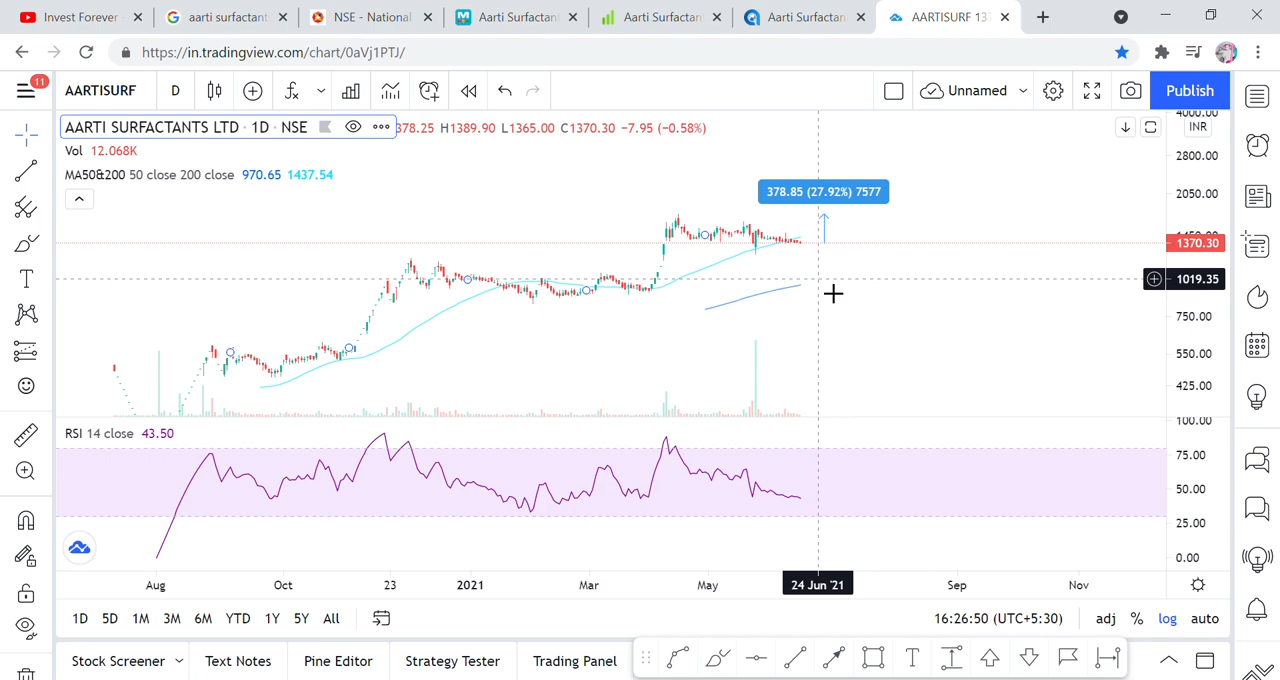 Invest Forever
aarti surfactant
NSE - National
Aarti Surfactan
Aarti Surfactan
Aarti Surfactan
AARTISURF 137
https://in.tradingview.com/chart/0aVj1PTJ/
11
AARTISURF
D
Unnamed
Publish
AARTI SURFACTANTS LTD · 1D · NSE
378.25 H1389.90 L1365.00 C1370.30 −7.95 (−0.58%)
INR
Vol 12.068K
MA50&200 50 close 200 close 970.65 1437.54
4000.00
2800.00
2050.00
1450.00
1370.30
1019.35
750.00
550.00
425.00
378.85 (27.92%) 7577
RSI 14 close 43.50
100.00
75.00
50.00
25.00
0.00
Aug
Oct
23
2021
Mar
May
24 Jun '21
Sep
Nov
1D 5D 1M 3M 6M YTD 1Y 5Y All
16:26:50 (UTC+5:30)
adj % log auto
Stock Screener
Text Notes
Pine Editor
Strategy Tester
Trading Panel